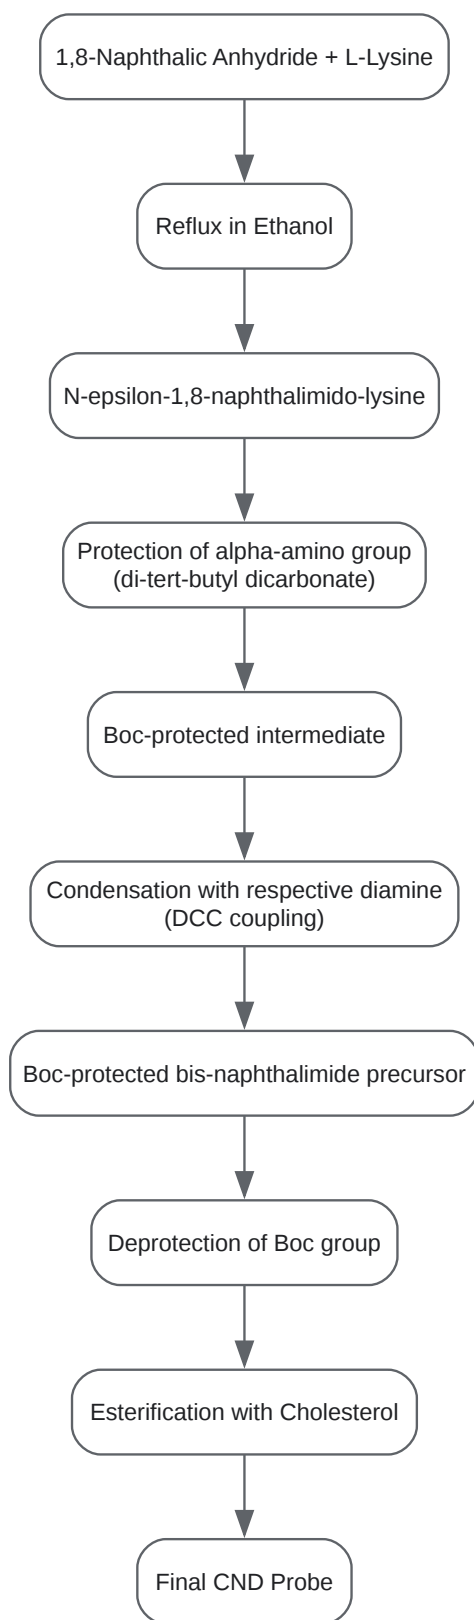 1,8-Naphthalic Anhydride + L-Lysine
Reflux in Ethanol
N-epsilon-1,8-naphthalimido-lysine
Protection of alpha-amino group
(di-tert-butyl dicarbonate)
Boc-protected intermediate
Condensation with respective diamine
(DCC coupling)
Boc-protected bis-naphthalimide precursor
Deprotection of Boc group
Esterification with Cholesterol
Final CND Probe